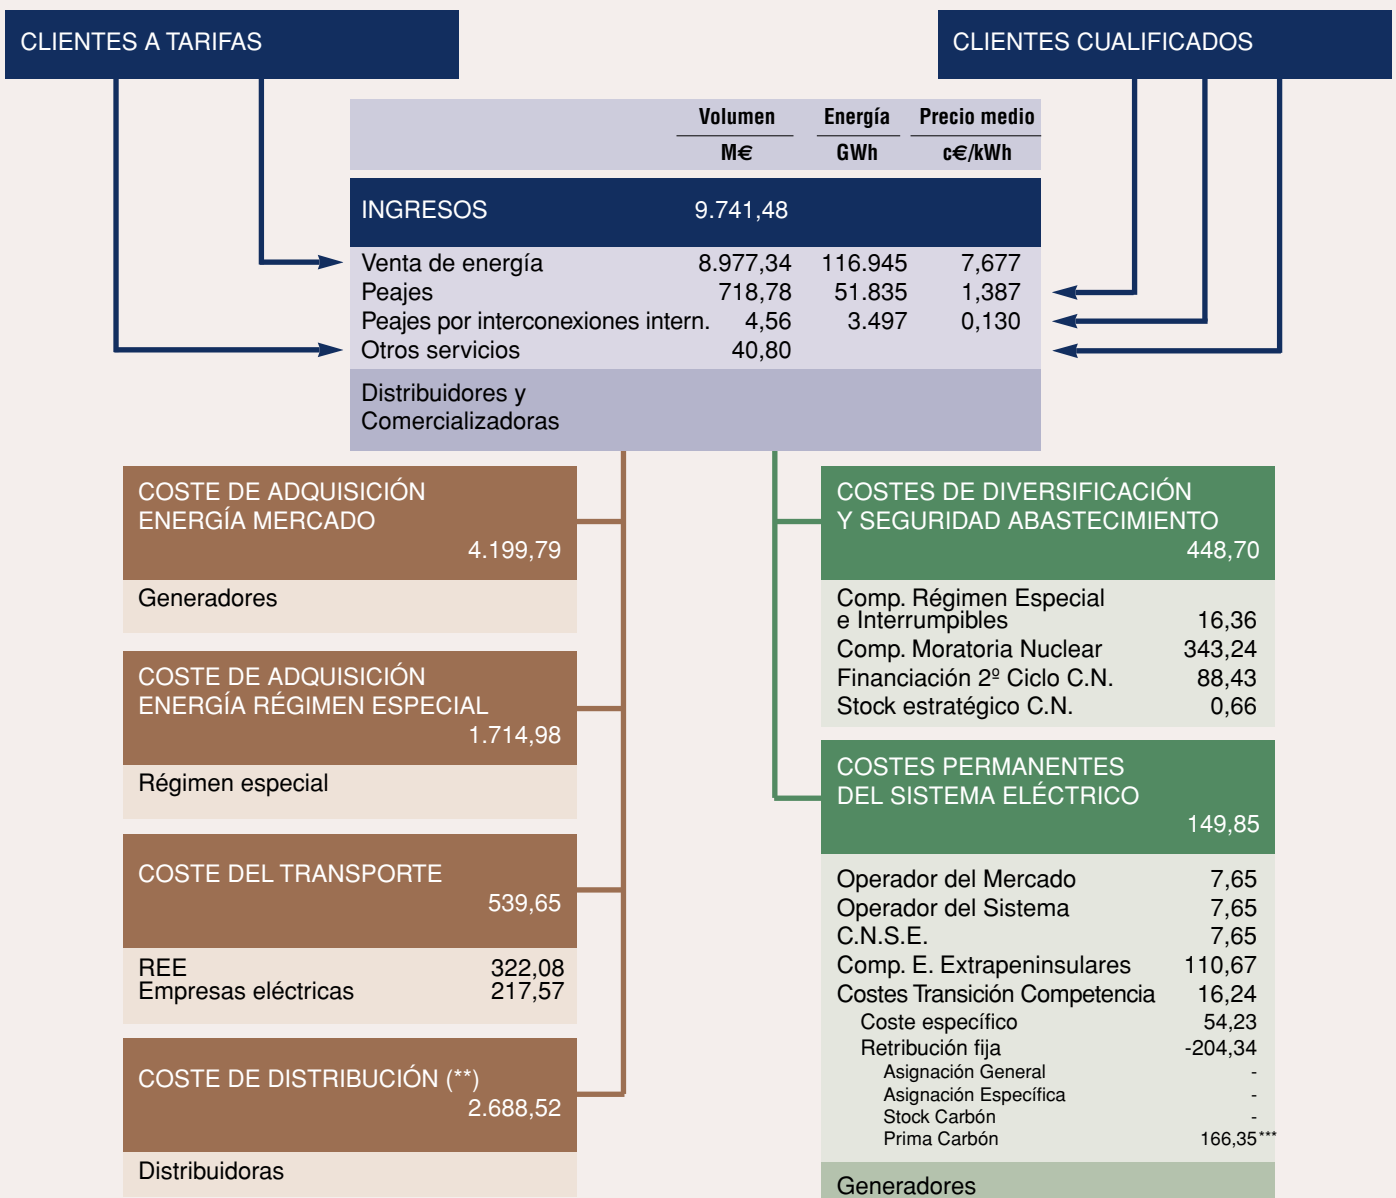 CLIENTES A TARIFAS
CLIENTES CUALIFICADOS
Volumen Energía Precio medio
M€ GWh c€/kWh
INGRESOS 9.741,48
Venta de energía 8.977,34 116.945 7,677
Peajes 718,78 51.835 1,387
Peajes por interconexiones intern. 4,56 3.497 0,130
Otros servicios 40,80
Distribuidores y
Comercializadoras
COSTE DE ADQUISICIÓN
ENERGÍA MERCADO
4.199,79
Generadores
COSTE DE ADQUISICIÓN
ENERGÍA RÉGIMEN ESPECIAL
1.714,98
Régimen especial
COSTE DEL TRANSPORTE
539,65
REE 322,08
Empresas eléctricas 217,57
COSTE DE DISTRIBUCIÓN (**)
2.688,52
Distribuidoras
COSTES DE DIVERSIFICACIÓN
Y SEGURIDAD ABASTECIMIENTO
448,70
Comp. Régimen Especial
e Interrumpibles 16,36
Comp. Moratoria Nuclear 343,24
Financiación 2º Ciclo C.N. 88,43
Stock estratégico C.N. 0,66
COSTES PERMANENTES
DEL SISTEMA ELÉCTRICO
149,85
Operador del Mercado 7,65
Operador del Sistema 7,65
C.N.S.E. 7,65
Comp. E. Extrapeninsulares 110,67
Costes Transición Competencia 16,24
Coste específico 54,23
Retribución fija -204,34
Asignación General -
Asignación Específica -
Stock Carbón -
Prima Carbón 166,35***
Generadores